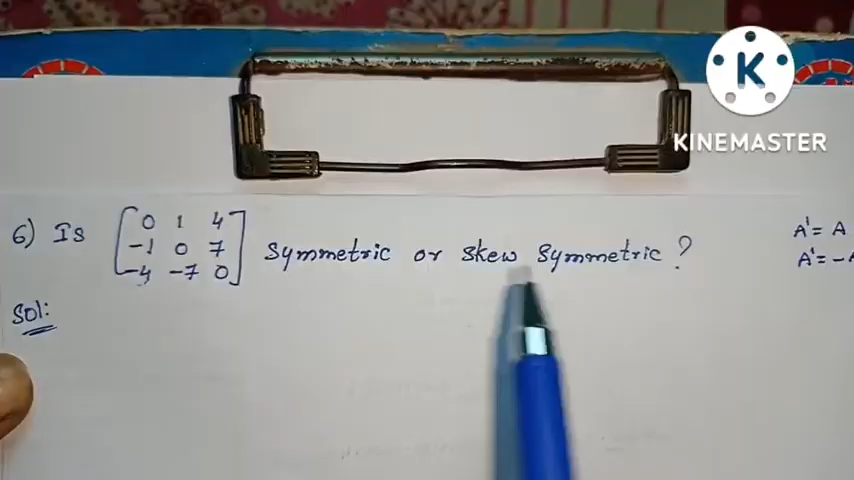 K
KINEMASTER
6) Is [ 0 1 4
-1 0 7
-4 -7 0 ] Symmetric or skew symmetric ?
A' = A
A' = -A
Sol: